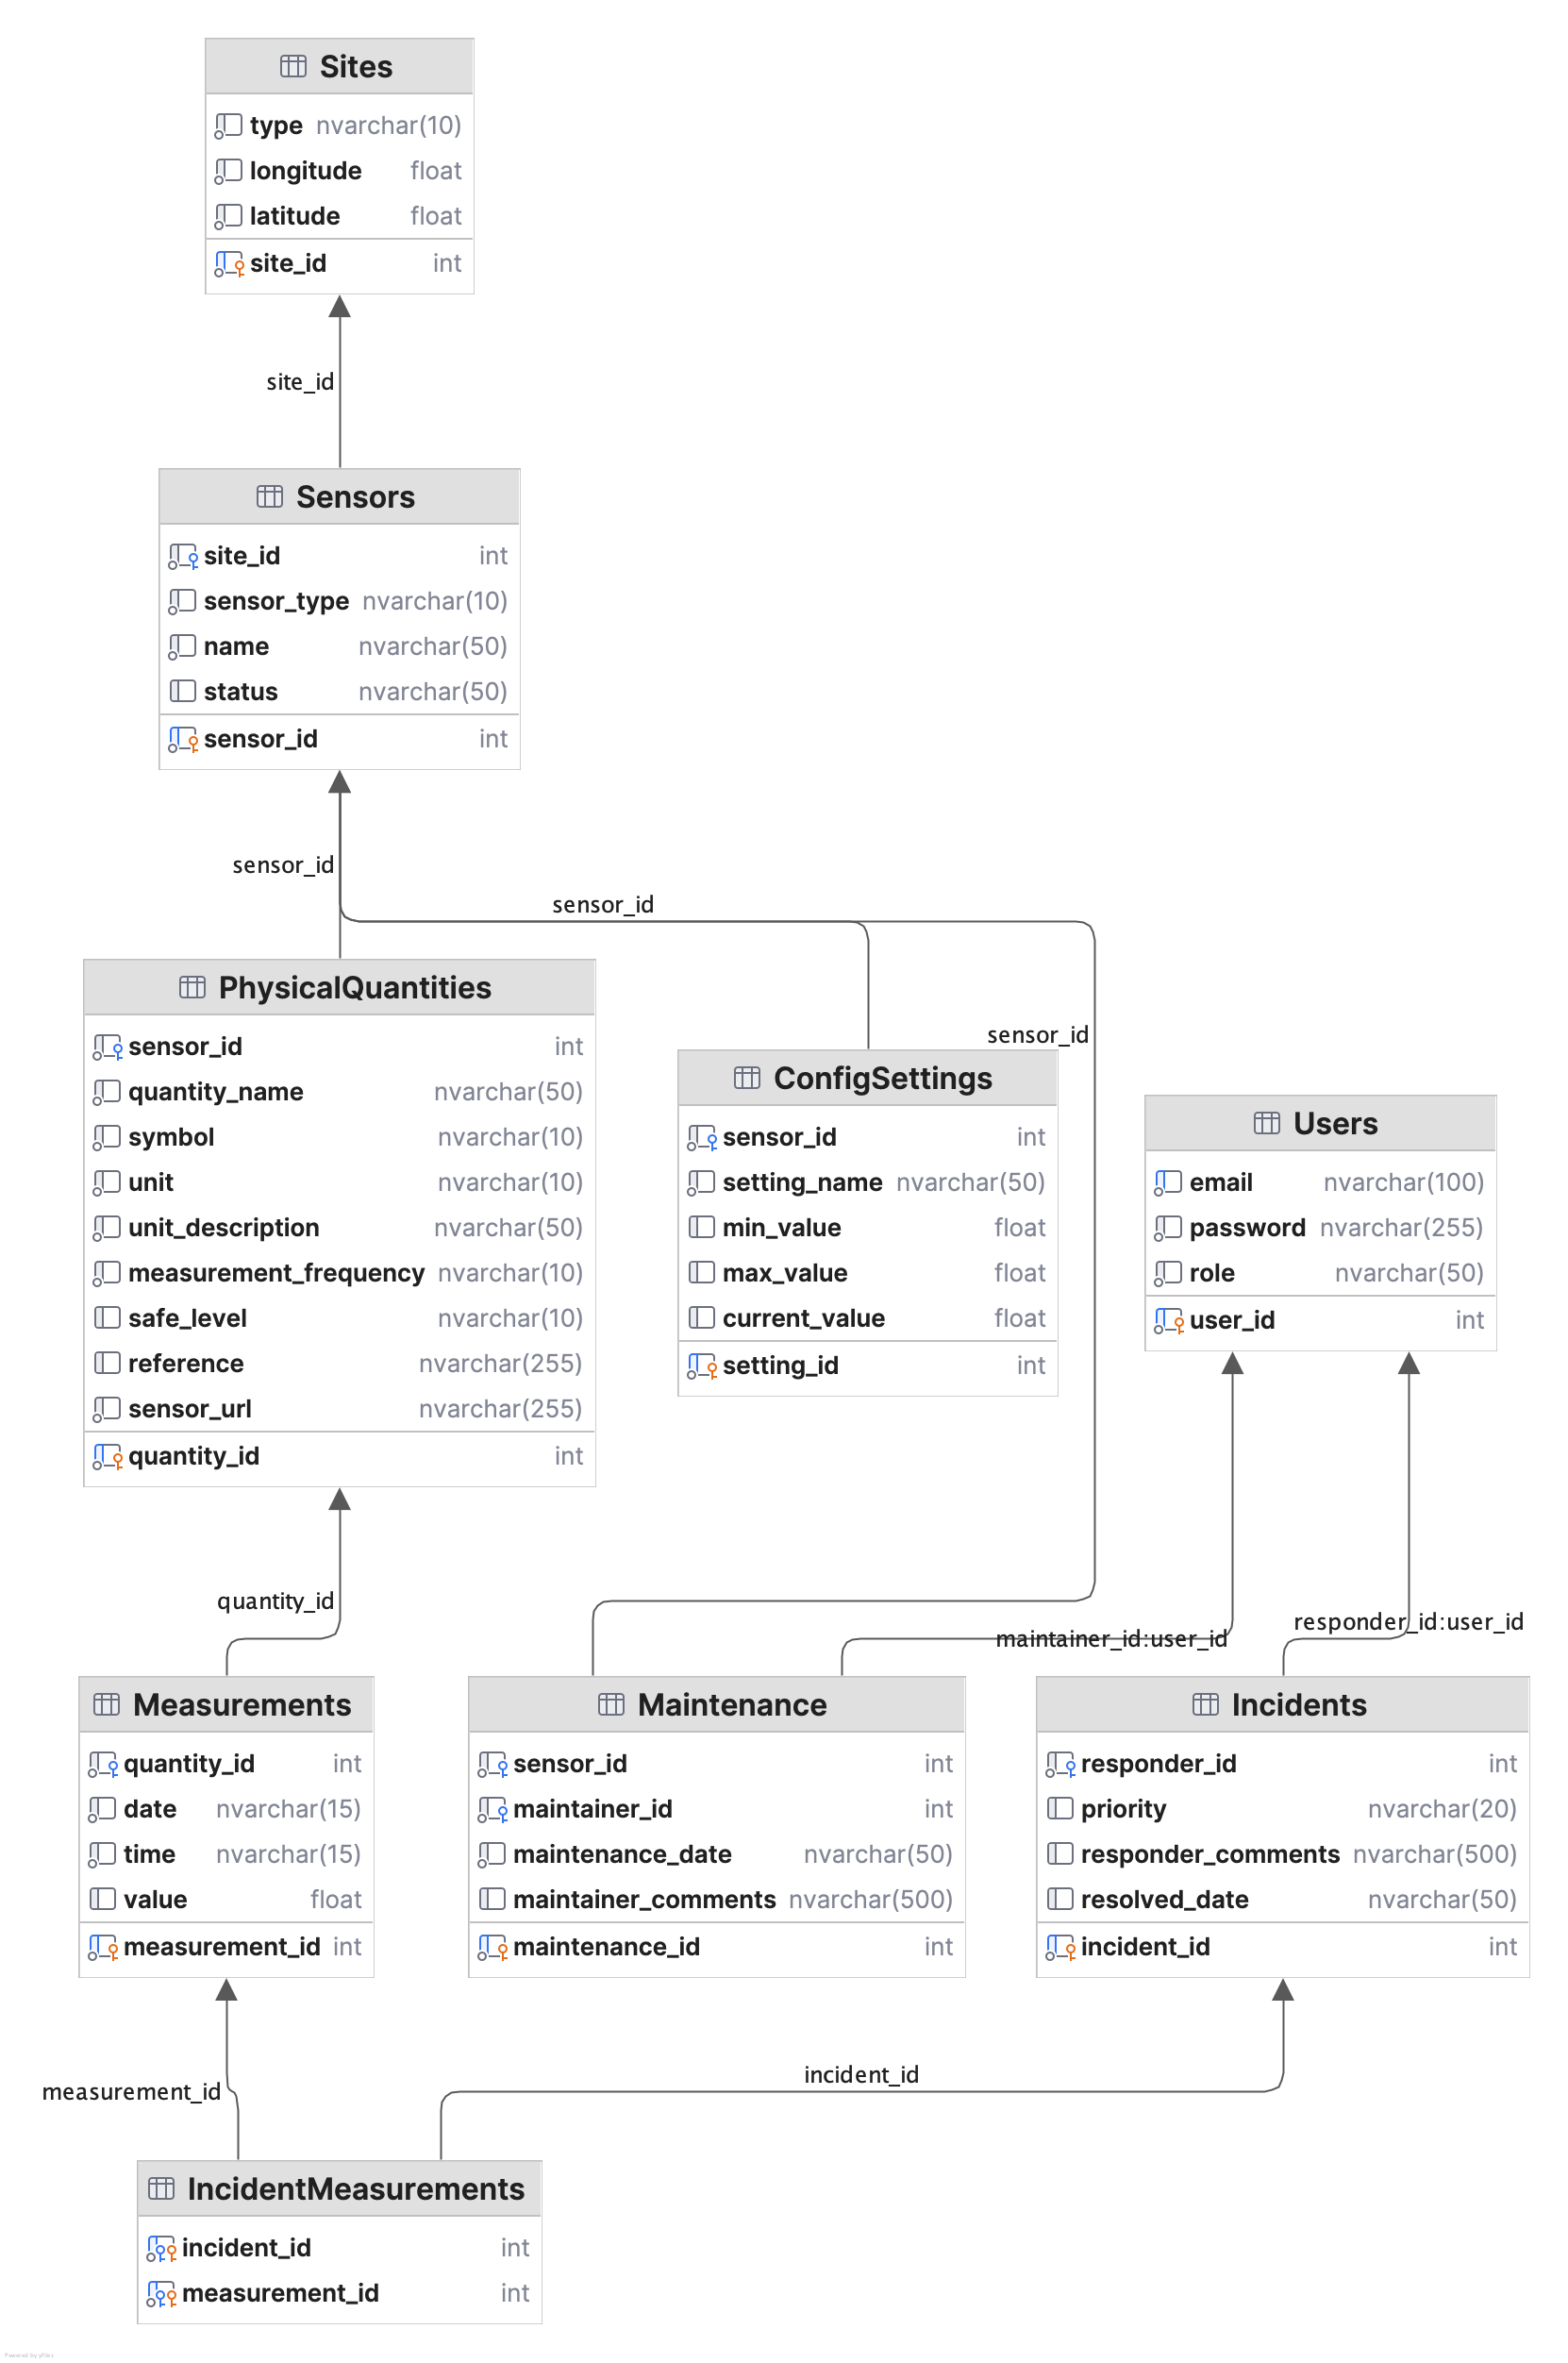 Sites
type nvarchar(10)
longitude float
latitude float
site_id int
site_id
Sensors
site_id int
sensor_type nvarchar(10)
name nvarchar(50)
status nvarchar(50)
sensor_id int
sensor_id
sensor_id
sensor_id
PhysicalQuantities
sensor_id int
quantity_name nvarchar(50)
symbol nvarchar(10)
unit nvarchar(10)
unit_description nvarchar(50)
measurement_frequency nvarchar(10)
safe_level nvarchar(10)
reference nvarchar(255)
sensor_url nvarchar(255)
quantity_id int
ConfigSettings
sensor_id int
setting_name nvarchar(50)
min_value float
max_value float
current_value float
setting_id int
Users
email nvarchar(100)
password nvarchar(255)
role nvarchar(50)
user_id int
quantity_id
maintainer_id:user_id
responder_id:user_id
Measurements
quantity_id int
date nvarchar(15)
time nvarchar(15)
value float
measurement_id int
Maintenance
sensor_id int
maintainer_id int
maintenance_date nvarchar(50)
maintainer_comments nvarchar(500)
maintenance_id int
Incidents
responder_id int
priority nvarchar(20)
responder_comments nvarchar(500)
resolved_date nvarchar(50)
incident_id int
measurement_id
incident_id
IncidentMeasurements
incident_id int
measurement_id int
Powered by yFiles